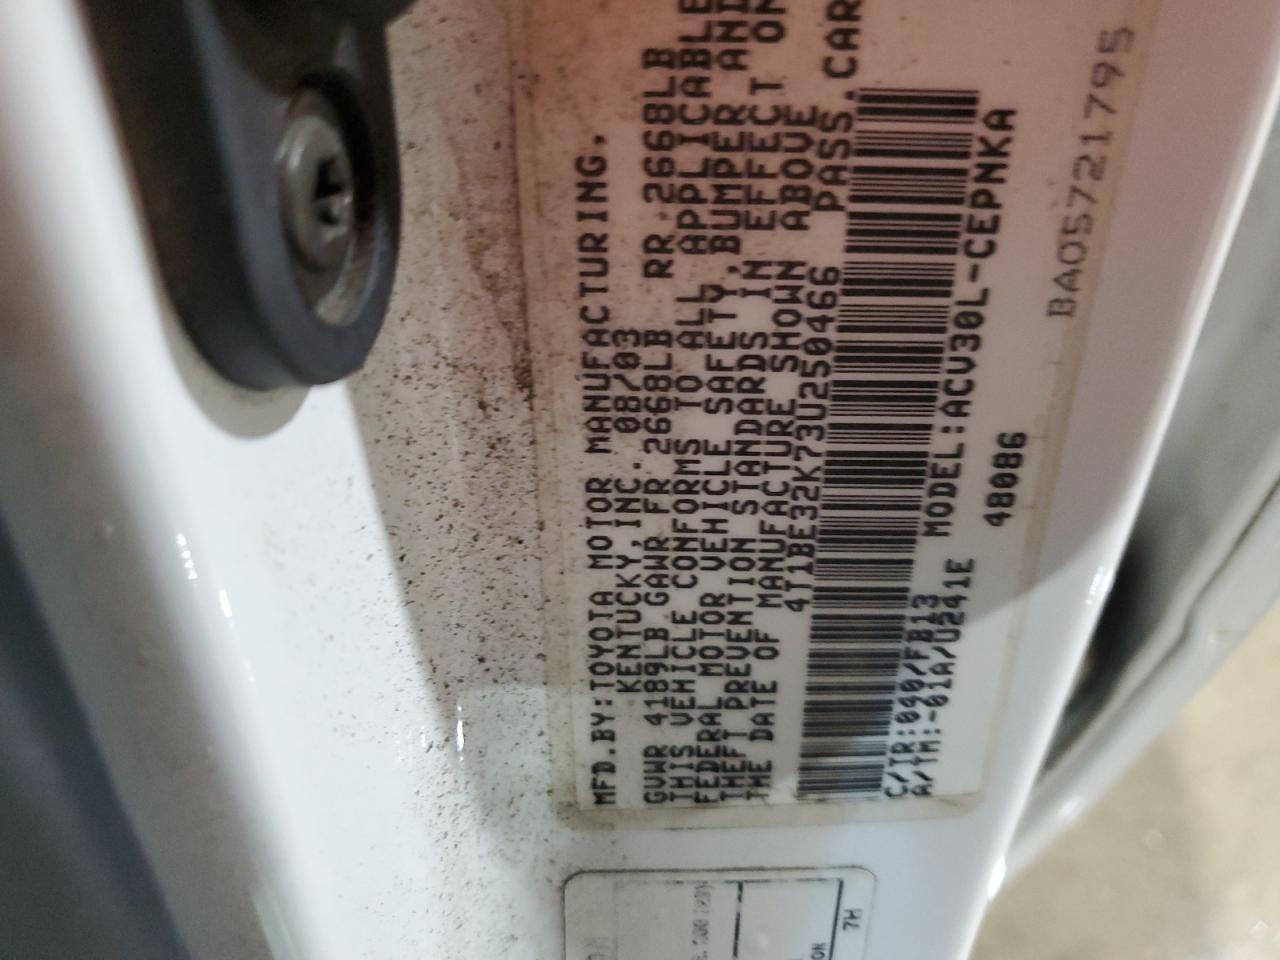 MFD.BY:TOYOTA MOTOR MANUFACTURING,
KENTUCKY,INC. 08/03
GVWR 4189LB GAWR FR 2668LB RR 2668LB
THIS VEHICLE CONFORMS TO ALL APPLICABLE
FEDERAL MOTOR VEHICLE SAFETY,BUMPER AND
THEFT PREVENTION STANDARDS IN EFFECT ON
THE DATE OF MANUFACTURE SHOWN ABOVE
4T1BE32K73U250466 PASS.CAR
C/TR:040/FB13 MODEL:ACV30L-CEPNKA
A/TM:-01A/U241E
48086
BA05721795
7H